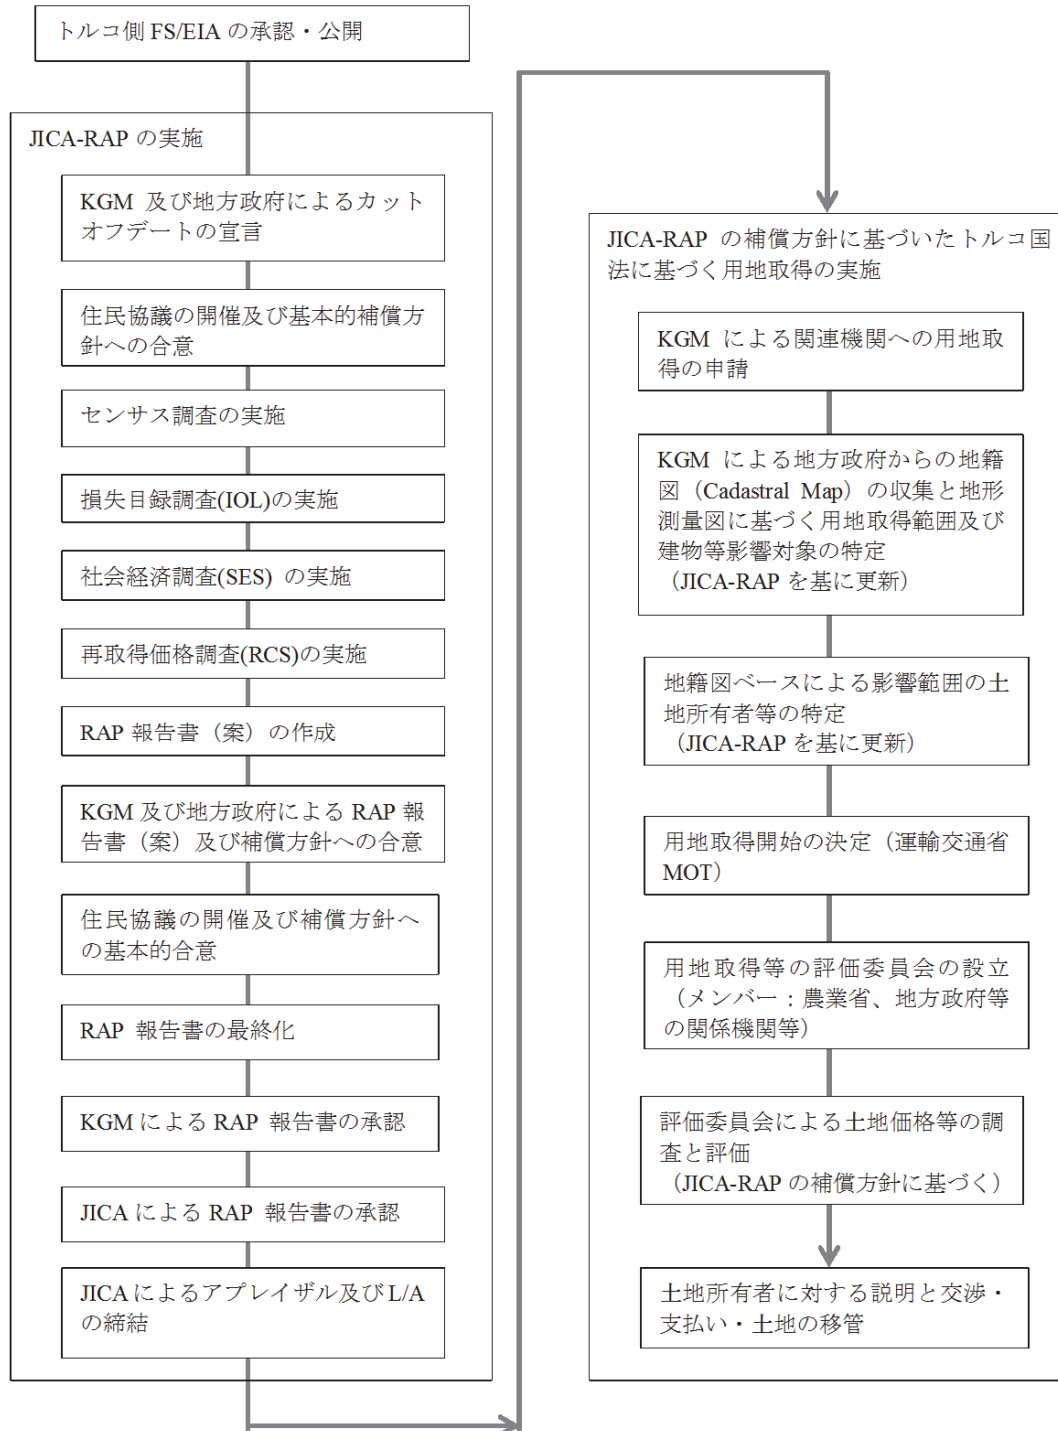 トルコ側 FS/EIA の承認・公開
JICA-RAP の実施
KGM 及び地方政府によるカット
オフデートの宣言
住民協議の開催及び基本的補償方
針への合意
センサス調査の実施
損失目録調査(IOL)の実施
社会経済調査(SES) の実施
再取得価格調査(RCS)の実施
RAP 報告書（案）の作成
KGM 及び地方政府による RAP 報
告書（案）及び補償方針への合意
住民協議の開催及び補償方針へ
の基本的合意
RAP 報告書の最終化
KGM による RAP 報告書の承認
JICA による RAP 報告書の承認
JICA によるアプレイザル及び L/A
の締結
JICA-RAP の補償方針に基づいたトルコ国
法に基づく用地取得の実施
KGM による関連機関への用地取
得の申請
KGM による地方政府からの地籍
図（Cadastral Map）の収集と地形
測量図に基づく用地取得範囲及び
建物等影響対象の特定
（JICA-RAP を基に更新）
地籍図ベースによる影響範囲の土
地所有者等の特定
（JICA-RAP を基に更新）
用地取得開始の決定（運輸交通省
MOT）
用地取得等の評価委員会の設立
（メンバー：農業省、地方政府等
の関係機関等）
評価委員会による土地価格等の調
査と評価
（JICA-RAP の補償方針に基づく）
土地所有者に対する説明と交渉・
支払い・土地の移管